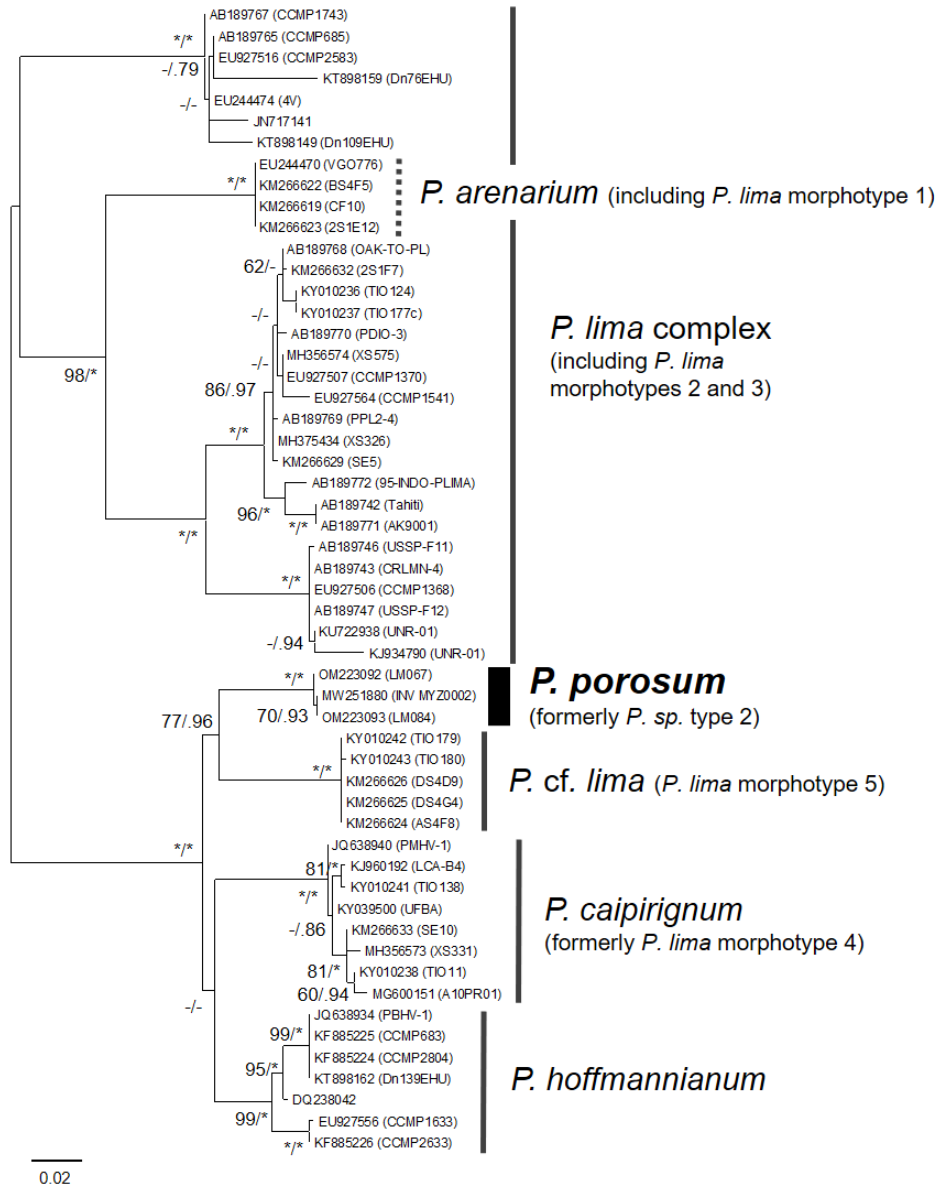 AB189767 (CCMP1743)
*/*
AB189765 (CCMP685)
EU927516 (CCMP2583)
-/.79
KT898159 (Dn76EHU)
-/-
EU244474 (4V)
JN717141
KT898149 (Dn109EHU)
EU244470 (VGO776)
*/*
KM266622 (BS4F5)
P. arenarium (including P. lima morphotype 1)
KM266619 (CF10)
KM266623 (2S1E12)
AB189768 (OAK-TO-PL)
62/-
KM266632 (2S1F7)
KY010236 (TIO124)
-/-
KY010237 (TIO177c)
AB189770 (PDIO-3)
P. lima complex
(including P. lima
morphotypes 2 and 3)
MH356574 (XS575)
-/-
98/*
EU927507 (CCMP1370)
86/.97
EU927564 (CCMP1541)
AB189769 (PPL2-4)
*/*
MH375434 (XS326)
KM266629 (SE5)
AB189772 (95-INDO-PLIMA)
96/*
AB189742 (Tahiti)
*/*
*/*
AB189771 (AK9001)
AB189746 (USSP-F11)
AB189743 (CRLMN-4)
*/*
EU927506 (CCMP1368)
AB189747 (USSP-F12)
KU722938 (UNR-01)
-/.94
KJ934790 (UNR-01)
OM223092 (LM067)
*/*
P. porosum
(formerly P. sp. type 2)
MW251880 (INV MYZ0002)
70/.93
OM223093 (LM084)
77/.96
KY010242 (TIO179)
KY010243 (TIO180)
*/*
KM266626 (DS4D9)
P. cf. lima (P. lima morphotype 5)
KM266625 (DS4G4)
KM266624 (AS4F8)
*/*
JQ638940 (PMHV-1)
81/*
KJ960192 (LCA-B4)
KY010241 (TIO138)
*/*
KY039500 (UFBA)
P. caipirignum
(formerly P. lima morphotype 4)
-/.86
KM266633 (SE10)
MH356573 (XS331)
81/*
KY010238 (TIO11)
60/.94
MG600151 (A10PR01)
-/-
JQ638934 (PBHV-1)
99/*
KF885225 (CCMP683)
KF885224 (CCMP2804)
95/*
KT898162 (Dn139EHU)
P. hoffmannianum
DQ238042
99/*
EU927556 (CCMP1633)
*/*
KF885226 (CCMP2633)
0.02